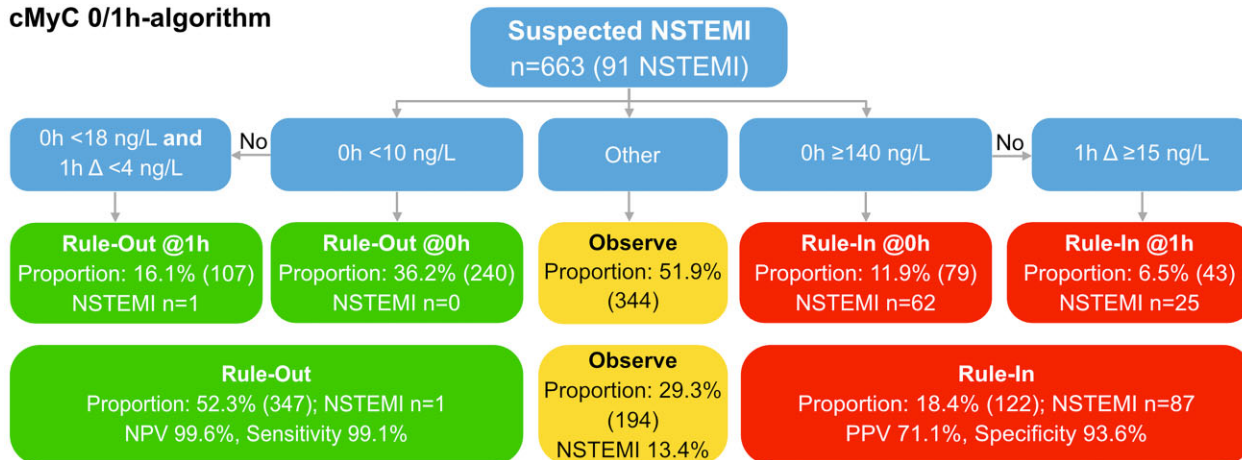 cMyC 0/1h-algorithm
Suspected NSTEMI
n=663 (91 NSTEMI)
0h <18 ng/L and
1h Δ <4 ng/L
No
0h <10 ng/L
Other
0h ≥140 ng/L
No
1h Δ ≥15 ng/L
Rule-Out @1h
Proportion: 16.1% (107)
NSTEMI n=1
Rule-Out @0h
Proportion: 36.2% (240)
NSTEMI n=0
Observe
Proportion: 51.9%
(344)
Rule-In @0h
Proportion: 11.9% (79)
NSTEMI n=62
Rule-In @1h
Proportion: 6.5% (43)
NSTEMI n=25
Rule-Out
Proportion: 52.3% (347); NSTEMI n=1
NPV 99.6%, Sensitivity 99.1%
Observe
Proportion: 29.3%
(194)
NSTEMI 13.4%
Rule-In
Proportion: 18.4% (122); NSTEMI n=87
PPV 71.1%, Specificity 93.6%